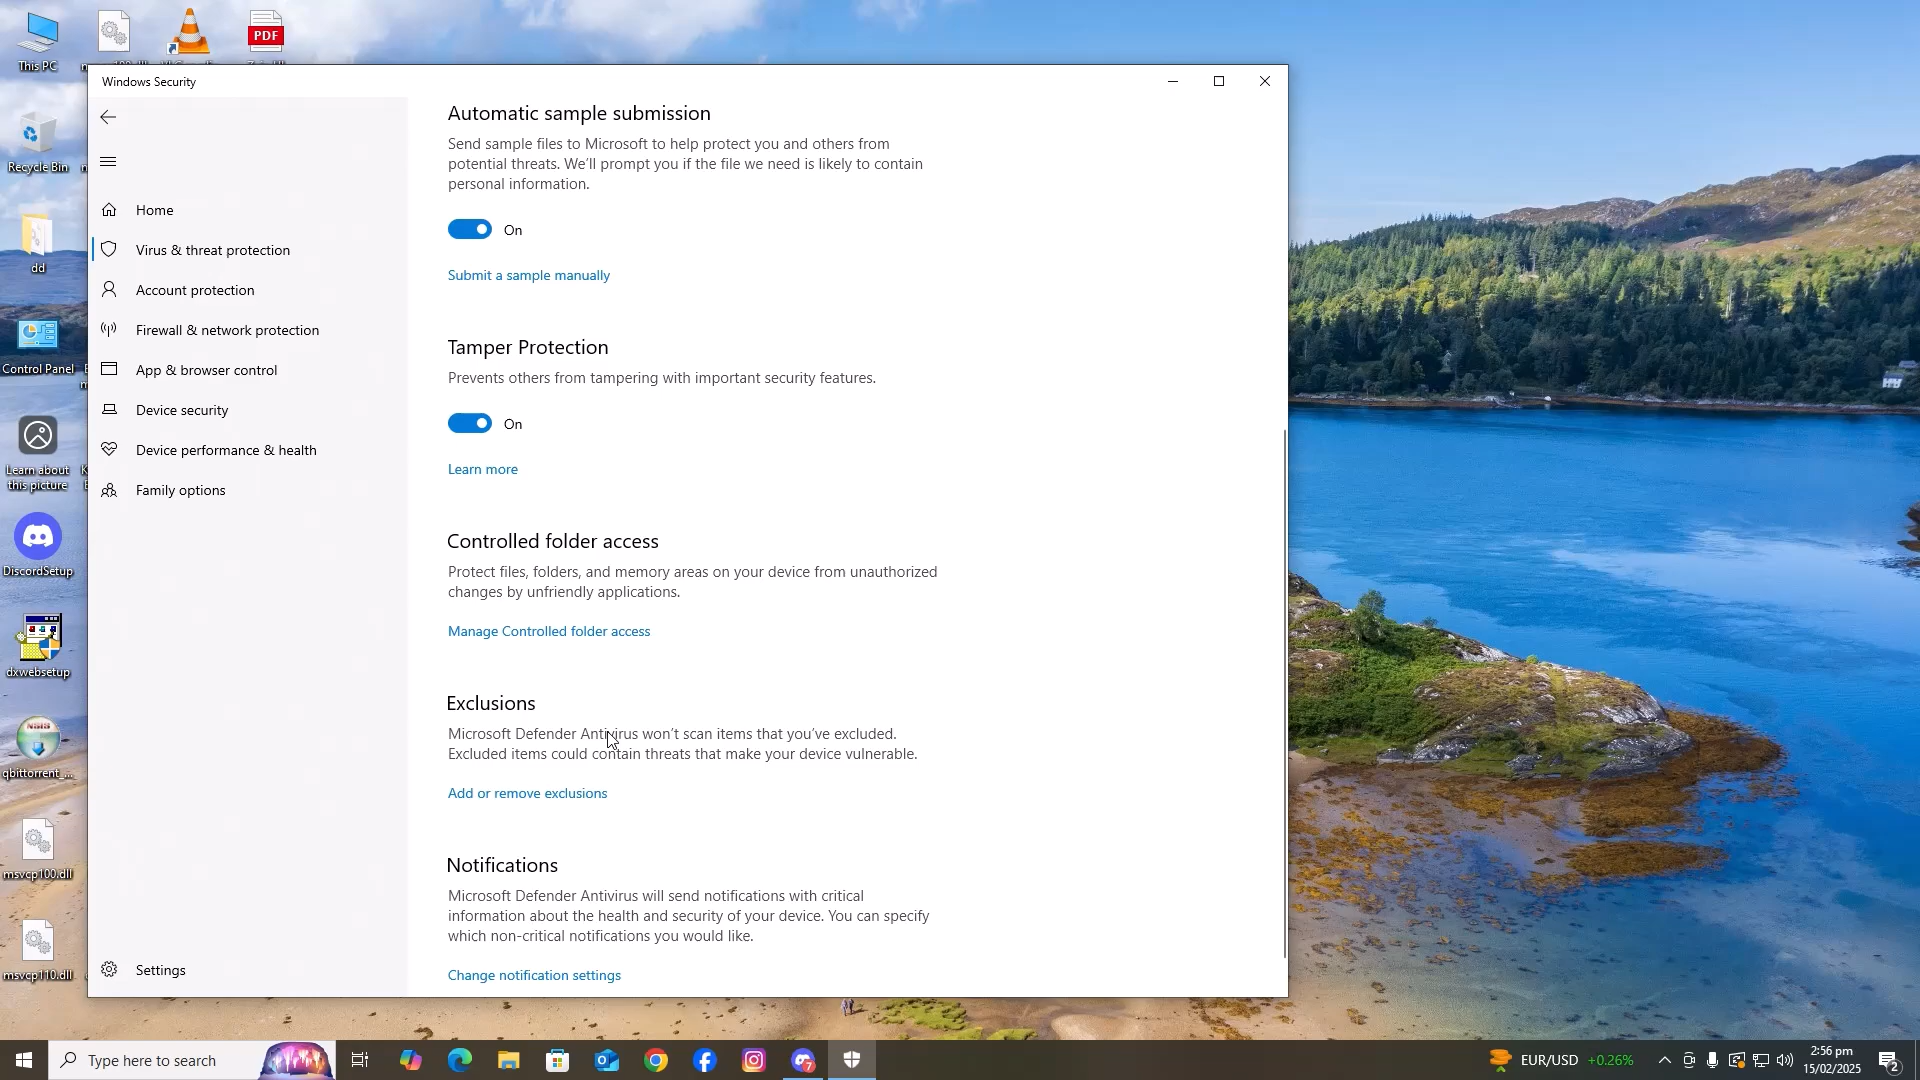 This PC
PDF
Windows Security
Recycle Bin
dd
Control Panel
Learn about
this picture
DiscordSetup
dxwebsetup
NSIS
qbittorrent_...
msvcp100.dll
msvcp110.dll
Home
Virus & threat protection
Account protection
Firewall & network protection
App & browser control
Device security
Device performance & health
Family options
Settings
Automatic sample submission
Send sample files to Microsoft to help protect you and others from
potential threats. We'll prompt you if the file we need is likely to contain
personal information.
On
Submit a sample manually
Tamper Protection
Prevents others from tampering with important security features.
On
Learn more
Controlled folder access
Protect files, folders, and memory areas on your device from unauthorized
changes by unfriendly applications.
Manage Controlled folder access
Exclusions
Microsoft Defender Antivirus won't scan items that you've excluded.
Excluded items could contain threats that make your device vulnerable.
Add or remove exclusions
Notifications
Microsoft Defender Antivirus will send notifications with critical
information about the health and security of your device. You can specify
which non-critical notifications you would like.
Change notification settings
Type here to search
7
EUR/USD +0.26%
2:56 pm
15/02/2025
2